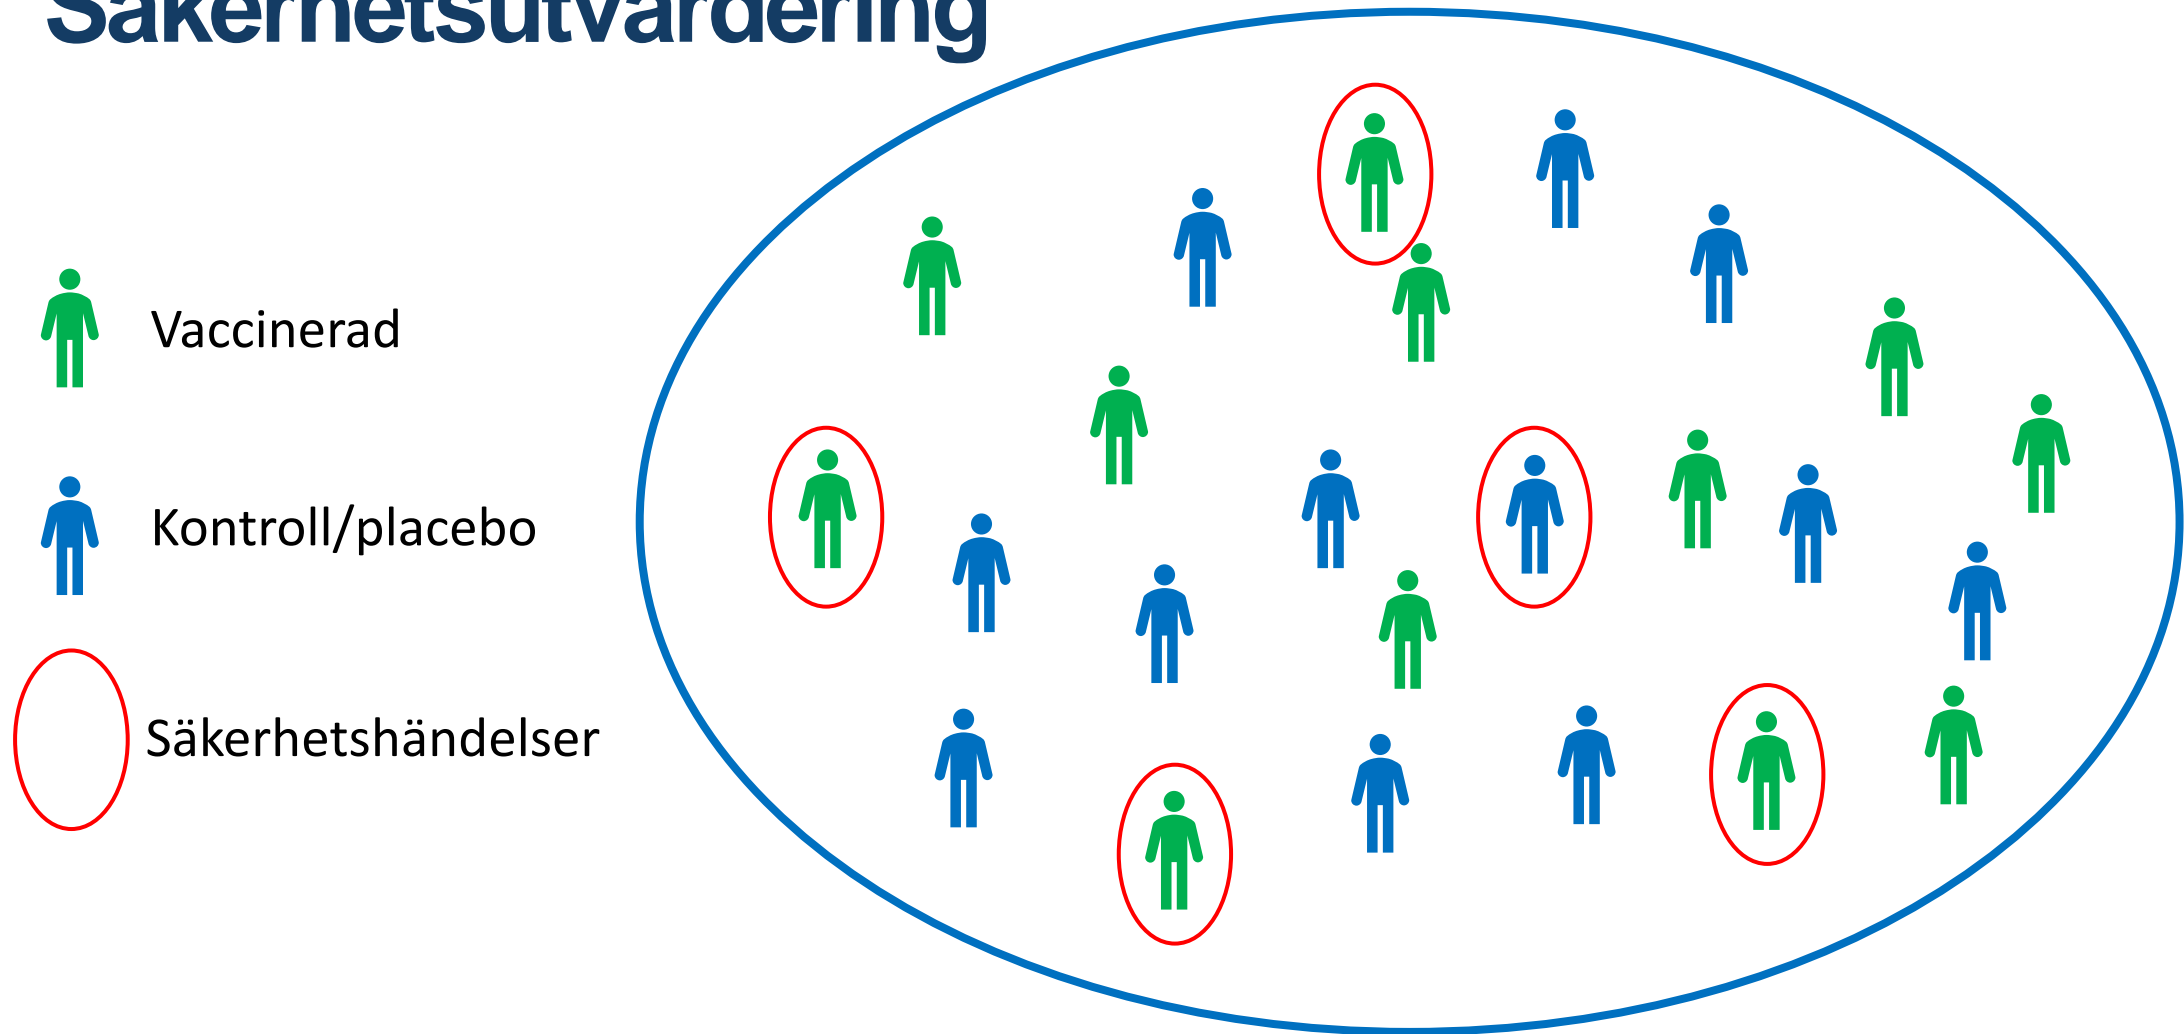 Säkerhetsutvärdering
Vaccinerad
Kontroll/placebo
Säkerhetshändelser